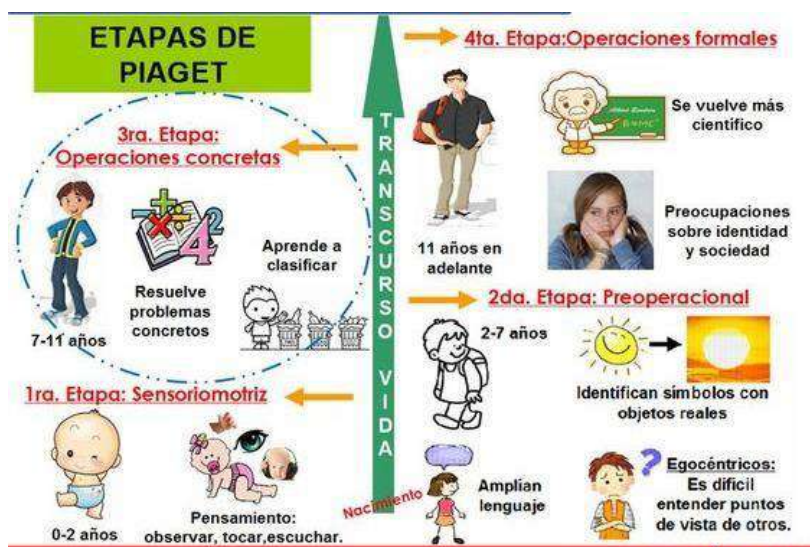 ETAPAS DE
PIAGET
3ra. Etapa:
Operaciones concretas
7-11 años
Resuelve
problemas
concretos
Aprende a
clasificar
1ra. Etapa: Sensoriomotriz
0-2 años
Pensamiento:
observar, tocar,escuchar.
TRANSCURSO VIDA
Nacimiento
4ta. Etapa:Operaciones formales
11 años en
adelante
Se vuelve más
científico
Preocupaciones
sobre identidad
y sociedad
2da. Etapa: Preoperacional
2-7 años
Identifican símbolos con
objetos reales
Amplian
lenguaje
?
Egocéntricos:
Es dificil
entender puntos
de vista de otros.